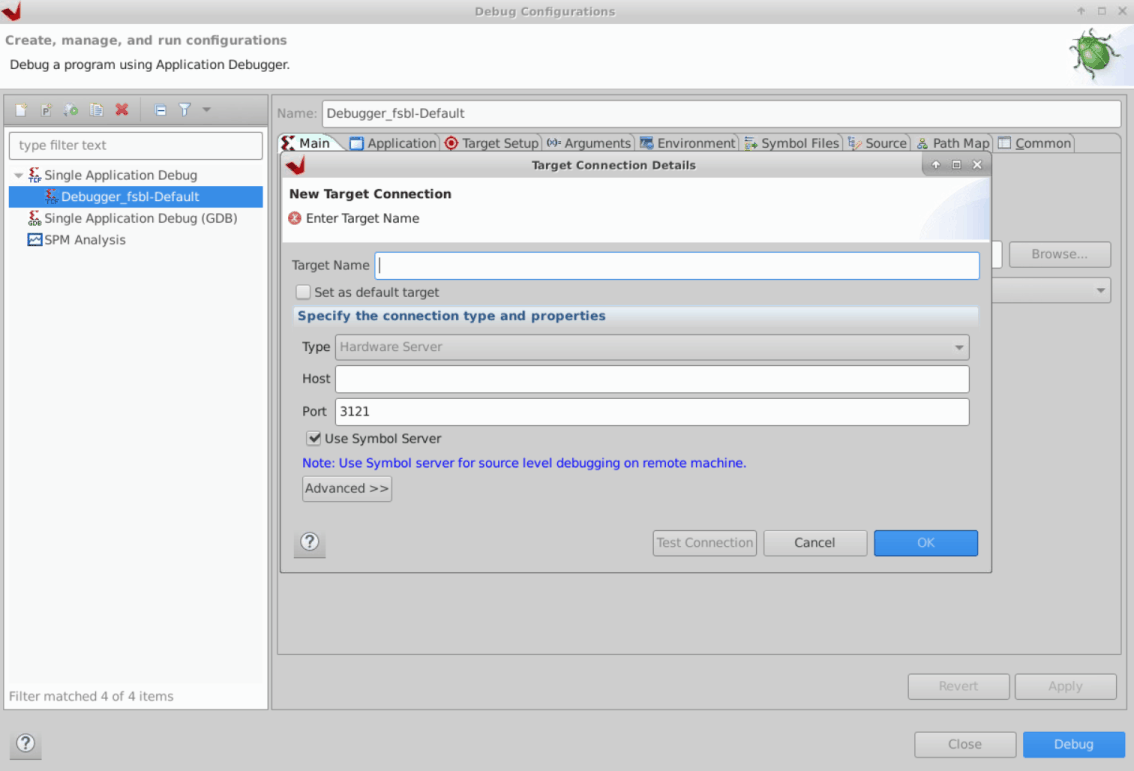 Debug Configurations
Create, manage, and run configurations
Debug a program using Application Debugger.
type filter text
Single Application Debug
Debugger_fsbl-Default
Single Application Debug (GDB)
SPM Analysis
Filter matched 4 of 4 items
Name: Debugger_fsbl-Default
Main Application Target Setup Arguments Environment Symbol Files Source Path Map Common
Browse...
Target Connection Details
New Target Connection
Enter Target Name
Target Name
Set as default target
Specify the connection type and properties
Type Hardware Server
Host
Port 3121
Use Symbol Server
Note: Use Symbol server for source level debugging on remote machine.
Advanced >>
? Test Connection Cancel OK
Revert Apply
? Close Debug